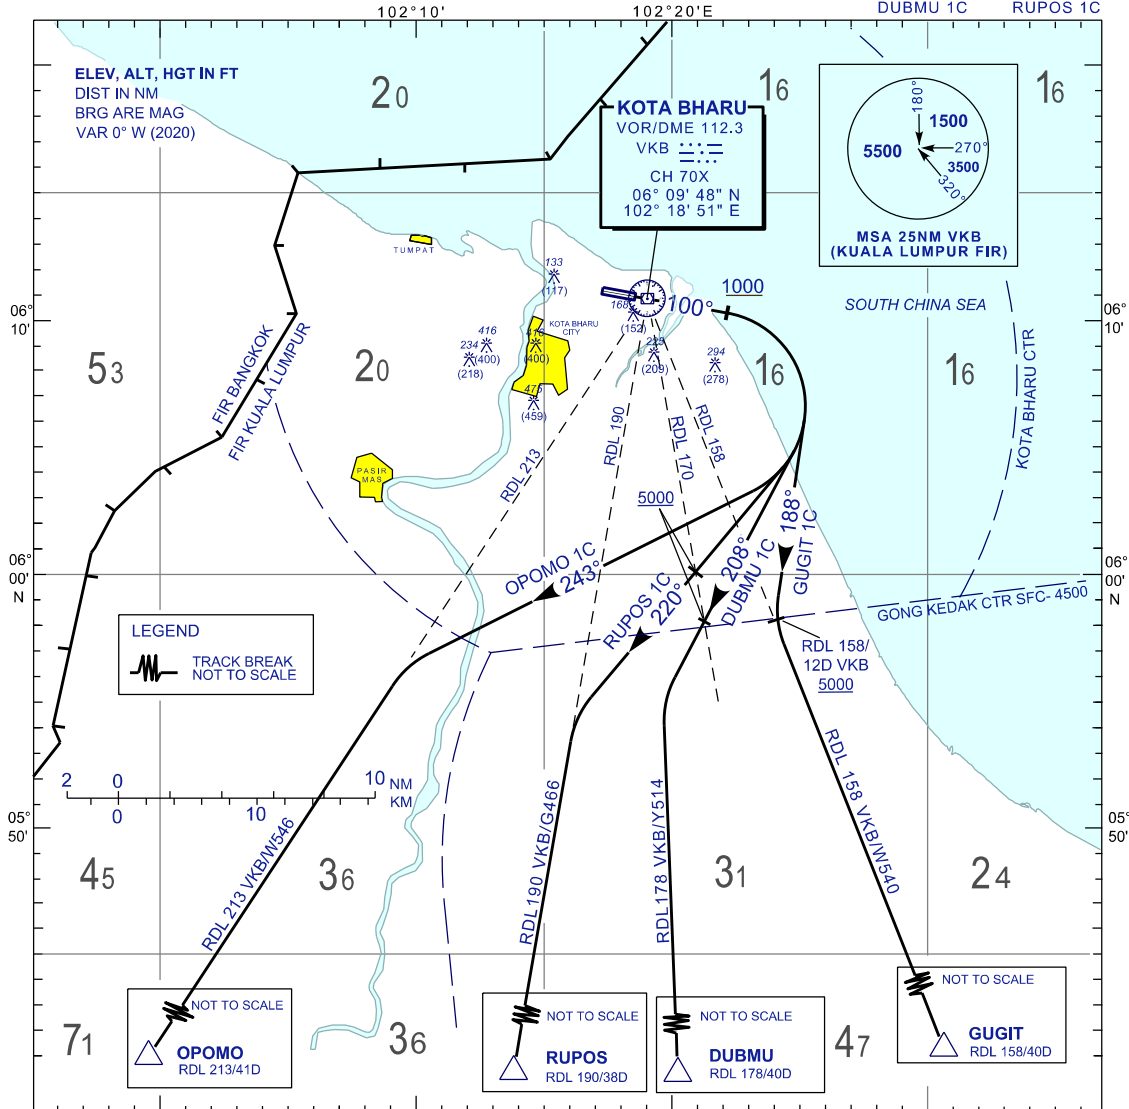 DUBMU 1C RUPOS 1C
102°10' 102°20'E
ELEV, ALT, HGT IN FT
DIST IN NM
BRG ARE MAG
VAR 0° W (2020)
20
16
16
KOTA BHARU
VOR/DME 112.3
VKB
CH 70X
06° 09' 48" N
102° 18' 51" E
180°
1500
5500
270°
3500
320°
MSA 25NM VKB
(KUALA LUMPUR FIR)
TUMPAT
133
(117)
168
(152)
100°
1000
SOUTH CHINA SEA
06°
10'
06°
10'
KOTA BHARU
CITY
416
(400)
416
(400)
234
(218)
225
(209)
294
(278)
475
(459)
53
20
16
16
FIR BANGKOK
FIR KUALA LUMPUR
KOTA BHARU CTR
PASIR
MAS
RDL 213
RDL 190
RDL 170
RDL 158
5000
188°
GUGIT 1C
208°
DUBMU 1C
220°
RUPOS 1C
OPOMO 1C
243°
06°
00'
N
06°
00'
N
GONG KEDAK CTR SFC- 4500
LEGEND
TRACK BREAK
NOT TO SCALE
RDL 158/
12D VKB
5000
2 0 10 NM
KM
0 10
RDL 213 VKB/W546
RDL190 VKB/G466
RDL178 VKB/Y514
RDL 158 VKB/W540
05°
50'
05°
50'
45
36
31
24
NOT TO SCALE
OPOMO
RDL 213/41D
NOT TO SCALE
RUPOS
RDL 190/38D
NOT TO SCALE
DUBMU
RDL 178/40D
NOT TO SCALE
GUGIT
RDL 158/40D
71
36
47